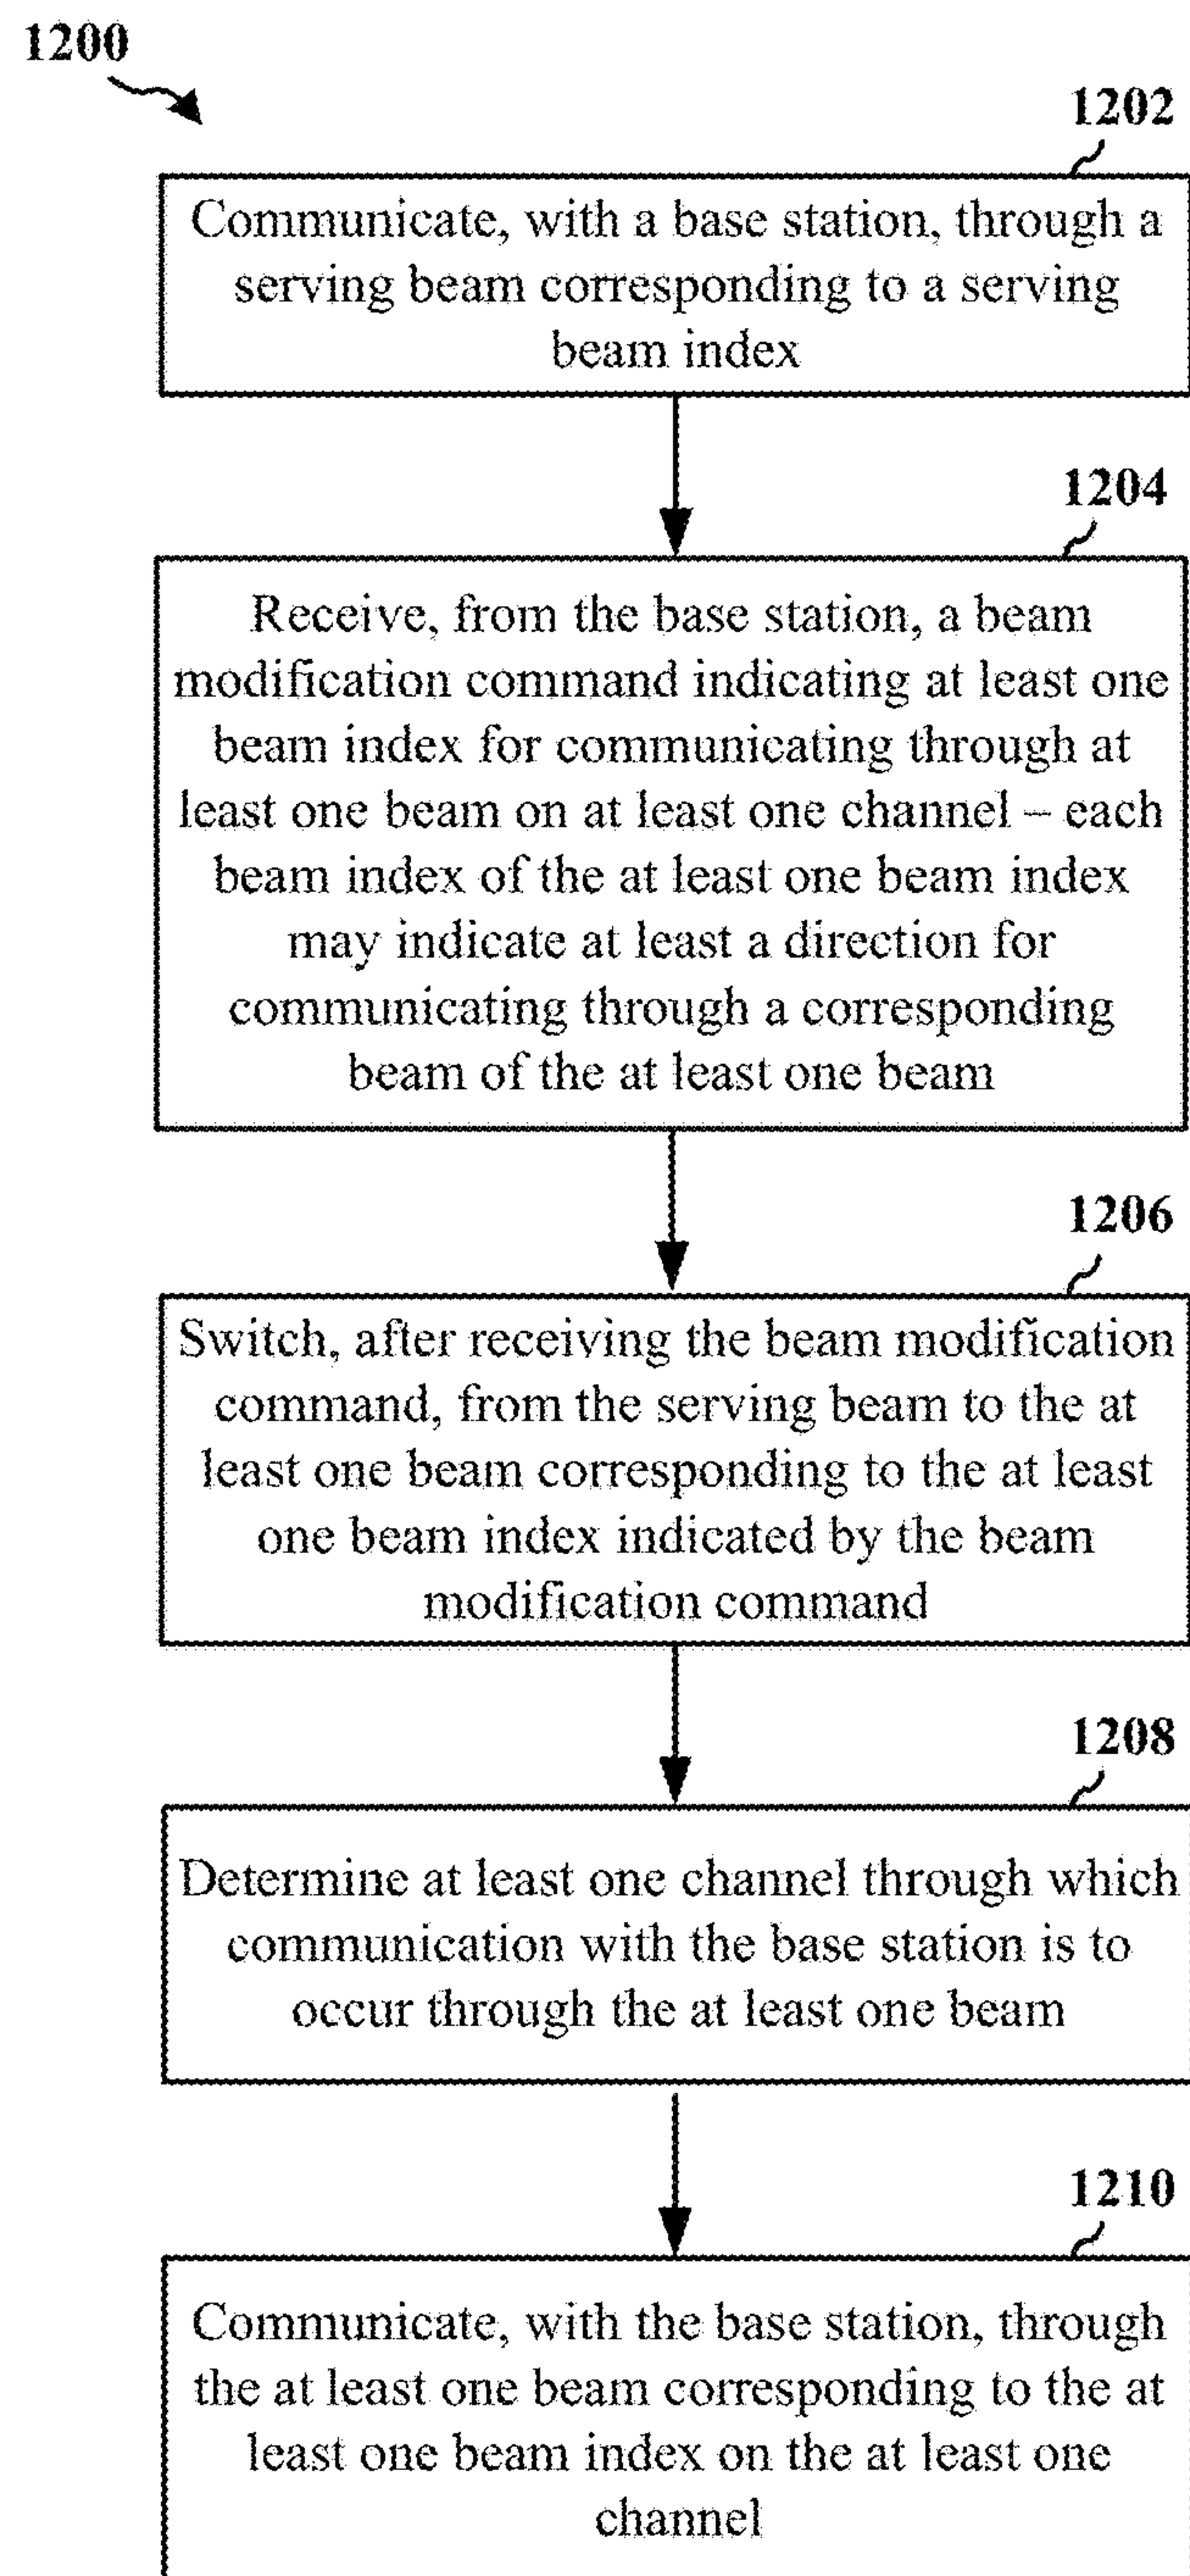 1200
1202
Communicate, with a base station, through a
serving beam corresponding to a serving
beam index
1204
Receive, from the base station, a beam
modification command indicating at least one
beam index for communicating through at
least one beam on at least one channel – each
beam index of the at least one beam index
may indicate at least a direction for
communicating through a corresponding
beam of the at least one beam
1206
Switch, after receiving the beam modification
command, from the serving beam to the at
least one beam corresponding to the at least
one beam index indicated by the beam
modification command
1208
Determine at least one channel through which
communication with the base station is to
occur through the at least one beam
1210
Communicate, with the base station, through
the at least one beam corresponding to the at
least one beam index on the at least one
channel